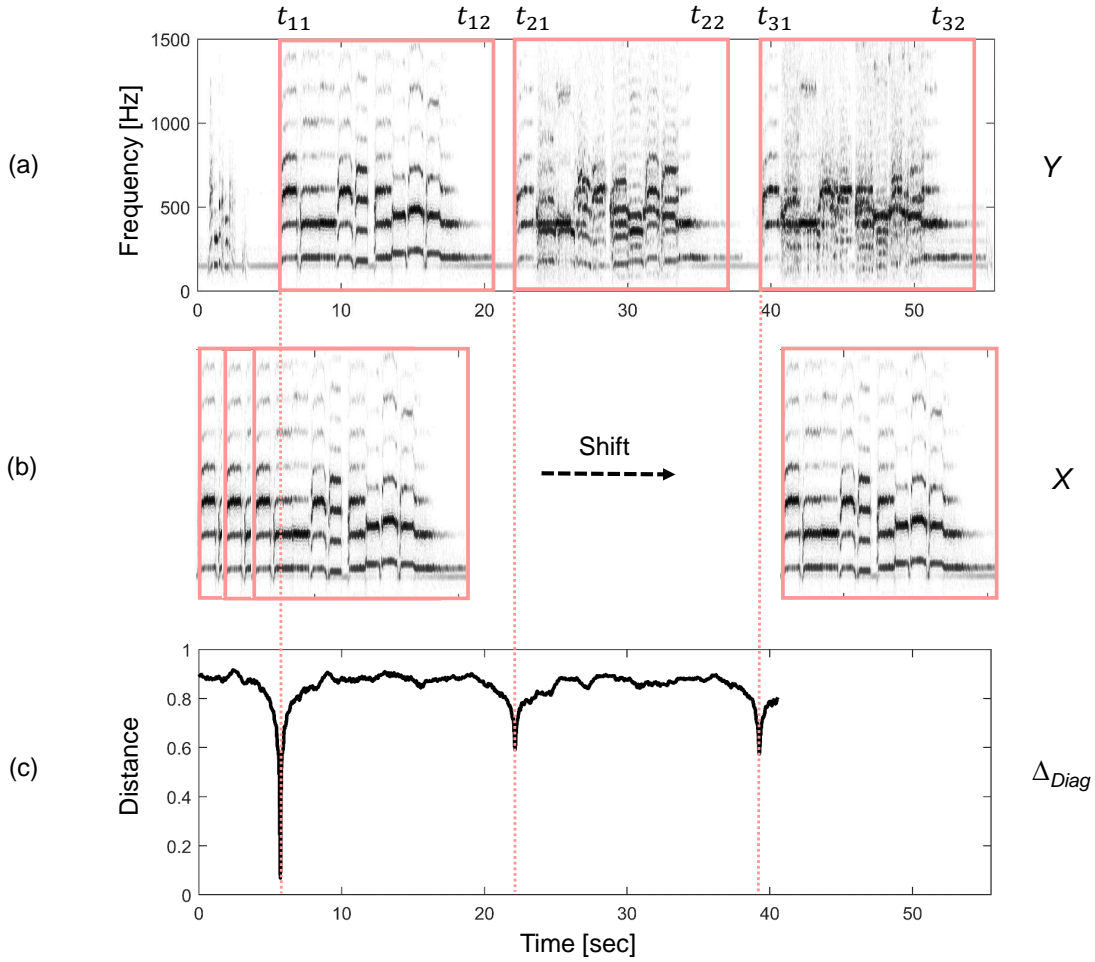 t₁₁ t₁₂ t₂₁ t₂₂ t₃₁ t₃₂
(a)
Frequency [Hz]
1500
1000
500
0
0 10 20 30 40 50
Y
(b)
Shift
X
(c)
Distance
1
0.8
0.6
0.4
0.2
0
0 10 20 30 40 50
Time [sec]
Δ_Diag